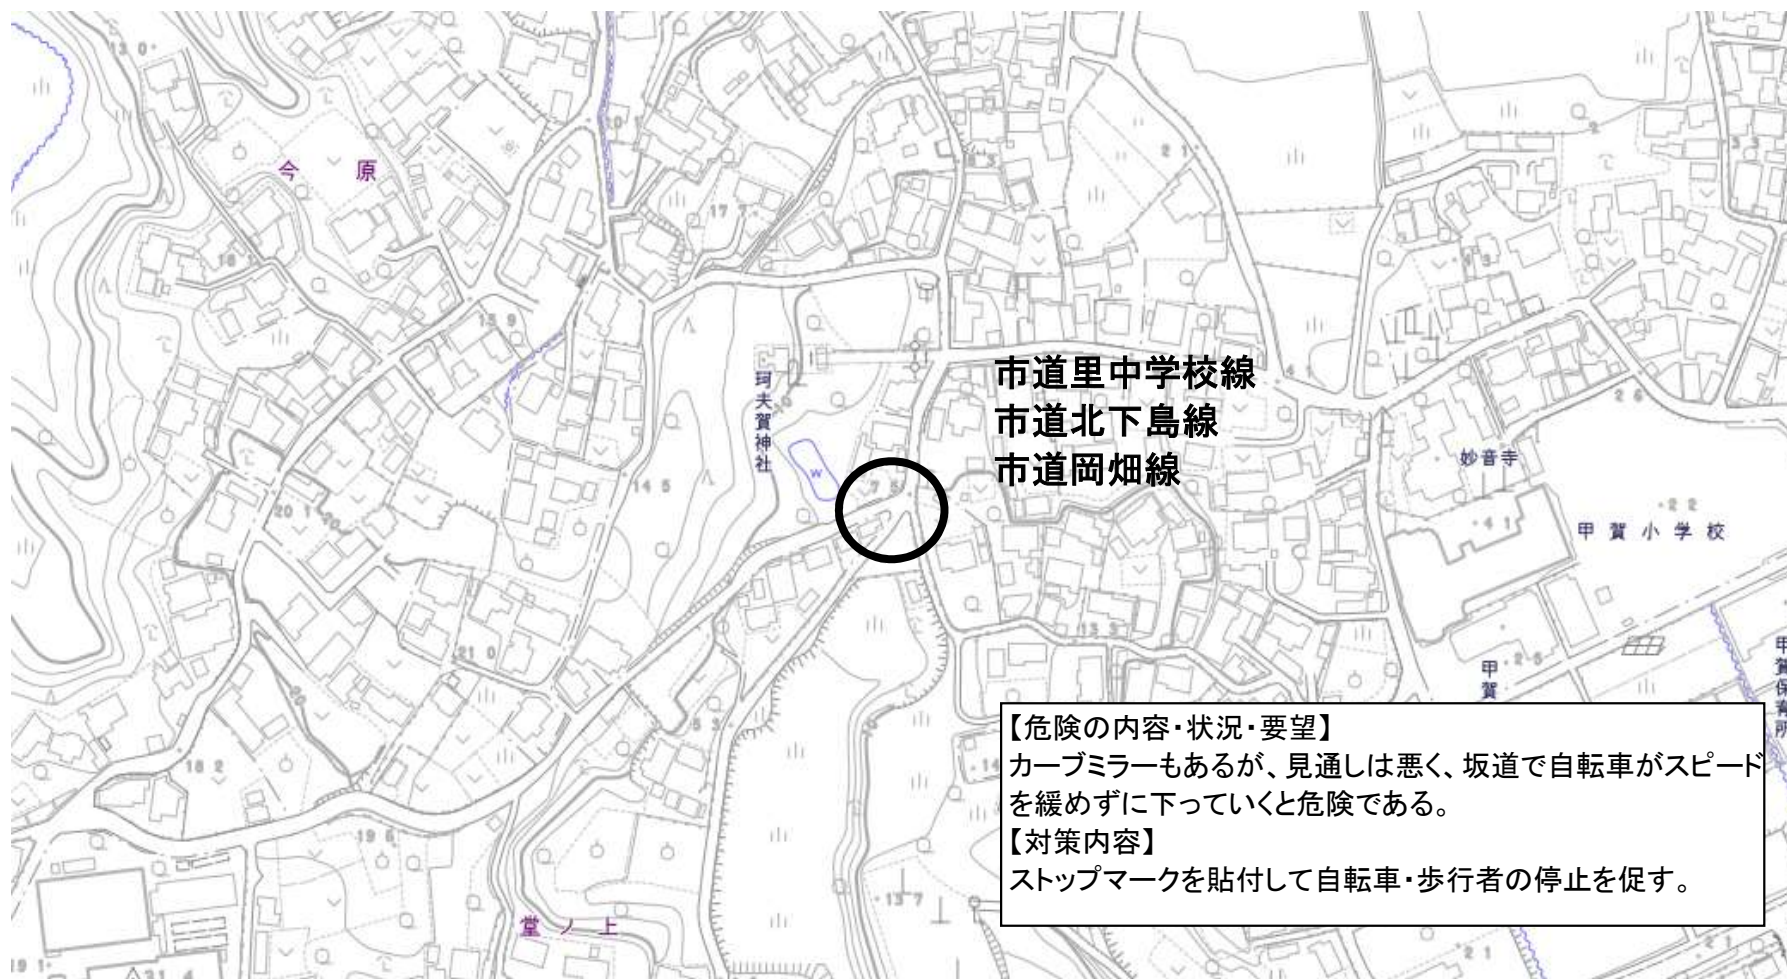 今原
珂夫賀神社
市道里中学校線
市道北下島線
市道岡畑線
妙音寺
甲賀小学校
甲賀
甲賀保育所
堂ノ上
【危険の内容・状況・要望】
カーブミラーもあるが、見通しは悪く、坂道で自転車がスピード
を緩めずに下っていくと危険である。
【対策内容】
ストップマークを貼付して自転車・歩行者の停止を促す。